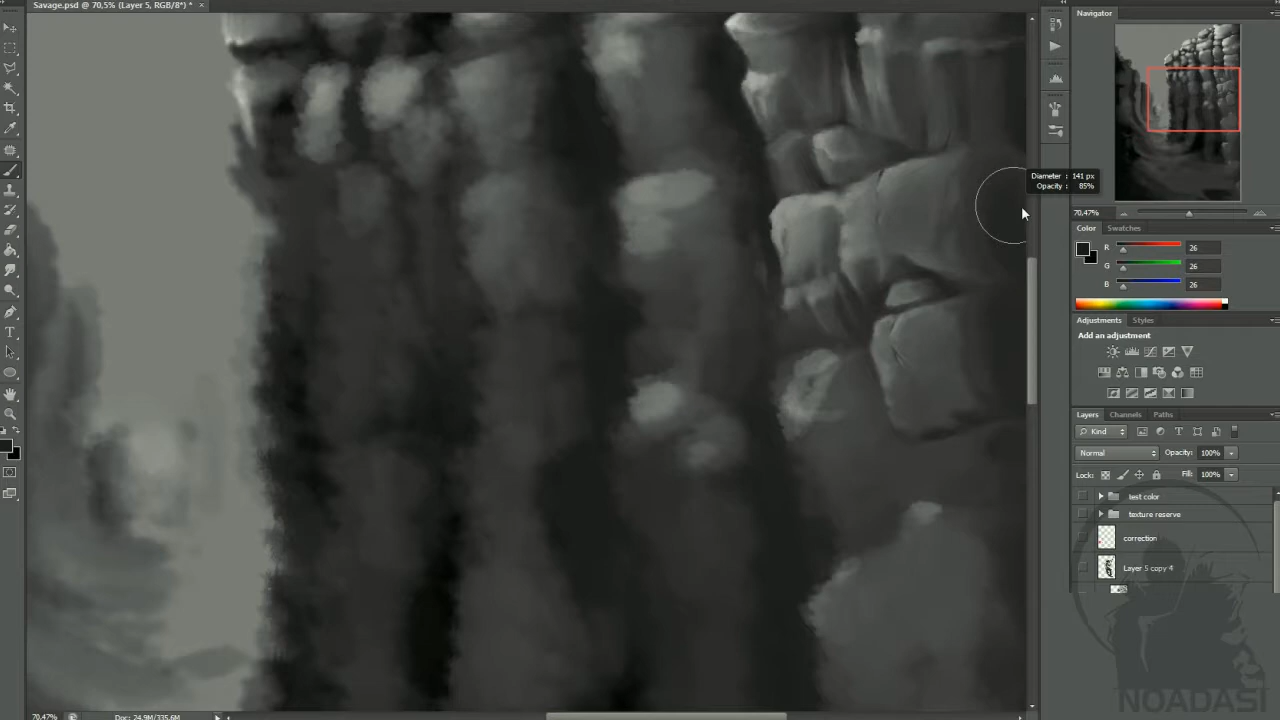 Savage.psd @ 70,5% (Layer 5, RGB/8*) *
Navigator
Diameter : 141 px
Opacity : 85%
70,47%
Color
Swatches
R
26
G
26
B
26
Adjustments
Styles
Add an adjustment
Layers
Channels
Paths
Kind
Normal
Opacity: 100%
Lock:
Fill: 100%
test color
texture reserve
correction
Layer 5 copy 4
NOADASI
70,47%
Doc: 24,9M/335,6M